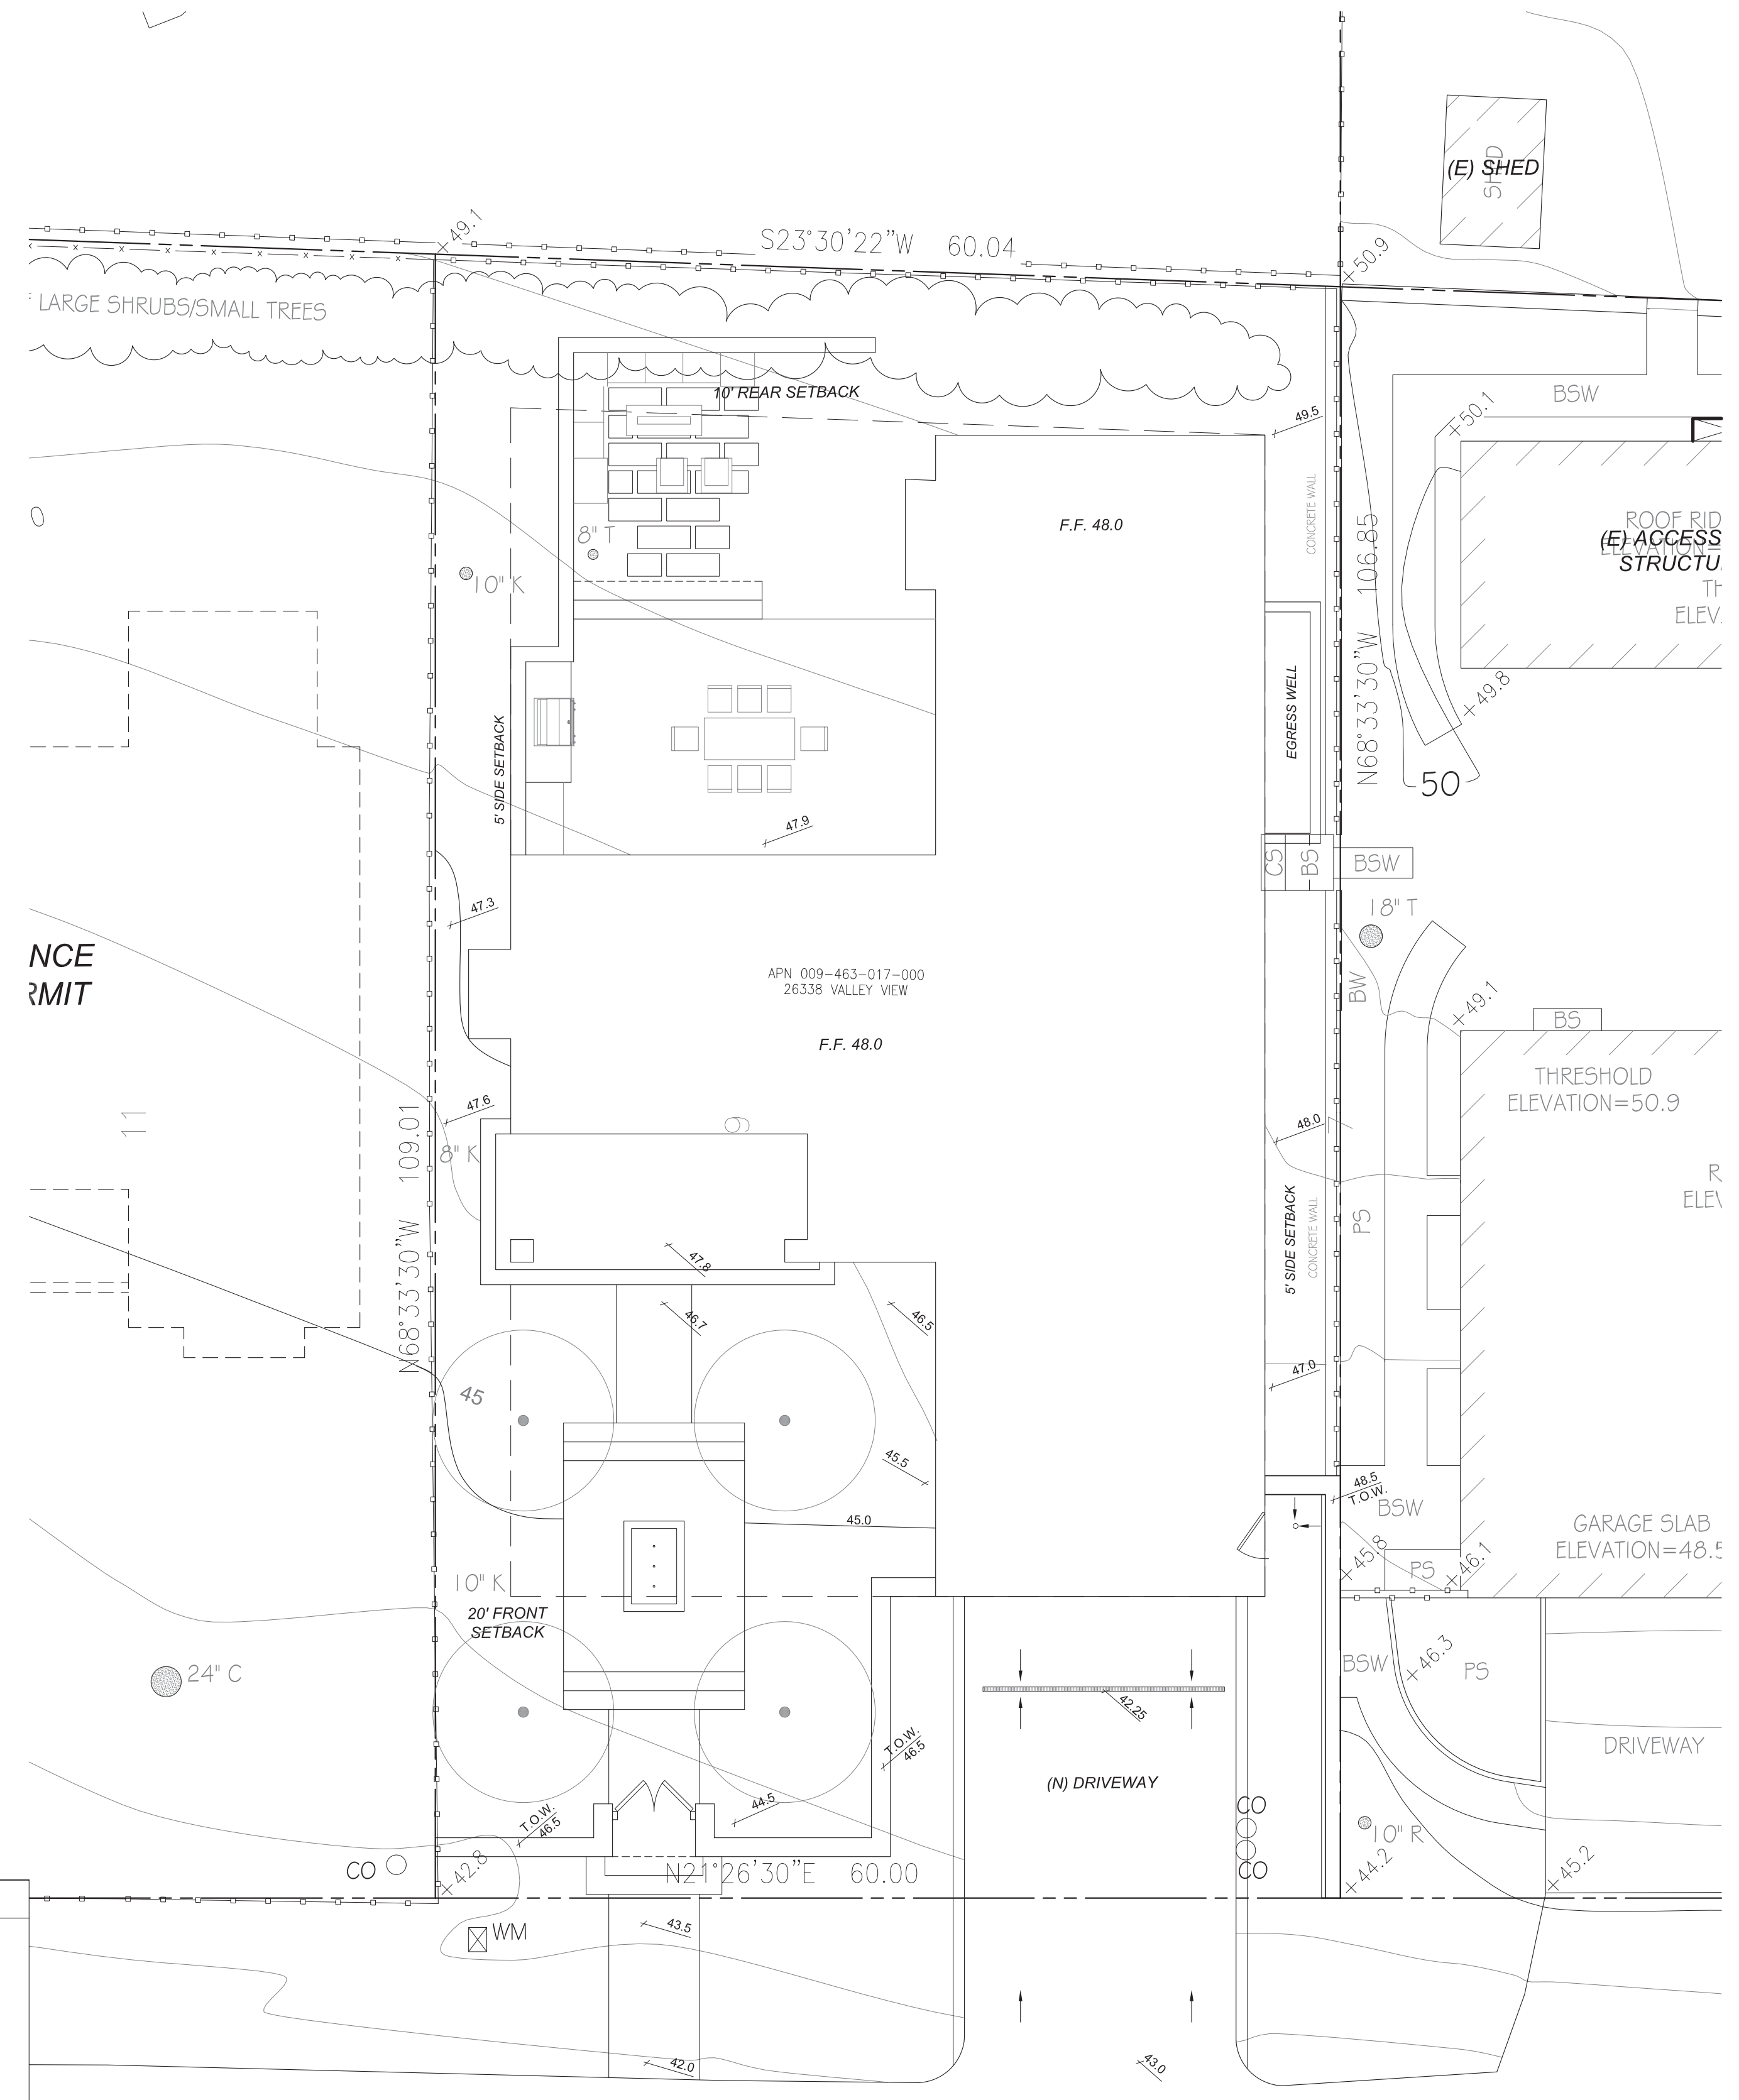 (E) SHED
SHED
49.1
S23°30'22"W 60.04
50.9
LARGE SHRUBS/SMALL TREES
10' REAR SETBACK
49.5
BSW
50.1
CONCRETE WALL
F.F. 48.0
8" T
10" K
ROOF RID
ELEVATION=
(E) ACCESS
STRUCTU
TH
ELEV.
N68°33'30"W 106.85
EGRESS WELL
49.8
5' SIDE SETBACK
50
47.9
CS
BS
BSW
47.3
18" T
NCE
RMIT
APN 009-463-017-000
26338 VALLEY VIEW
BW
49.1
BS
F.F. 48.0
THRESHOLD
ELEVATION=50.9
47.6
11
9
48.0
8" K
N68°33'30"W 109.01
R
ELEV
5' SIDE SETBACK
CONCRETE WALL
PS
47.8
46.7
46.5
47.0
45
45.5
48.5
T.O.W.
BSW
45.0
GARAGE SLAB
ELEVATION=48.5
45.8
PS
46.1
10" K
20' FRONT
SETBACK
24" C
BSW
46.3
PS
42.25
T.O.W.
46.5
DRIVEWAY
(N) DRIVEWAY
44.5
T.O.W.
46.5
CO
10" R
CO
42.8
N21°26'30"E 60.00
CO
44.2
45.2
43.5
WM
42.0
43.0